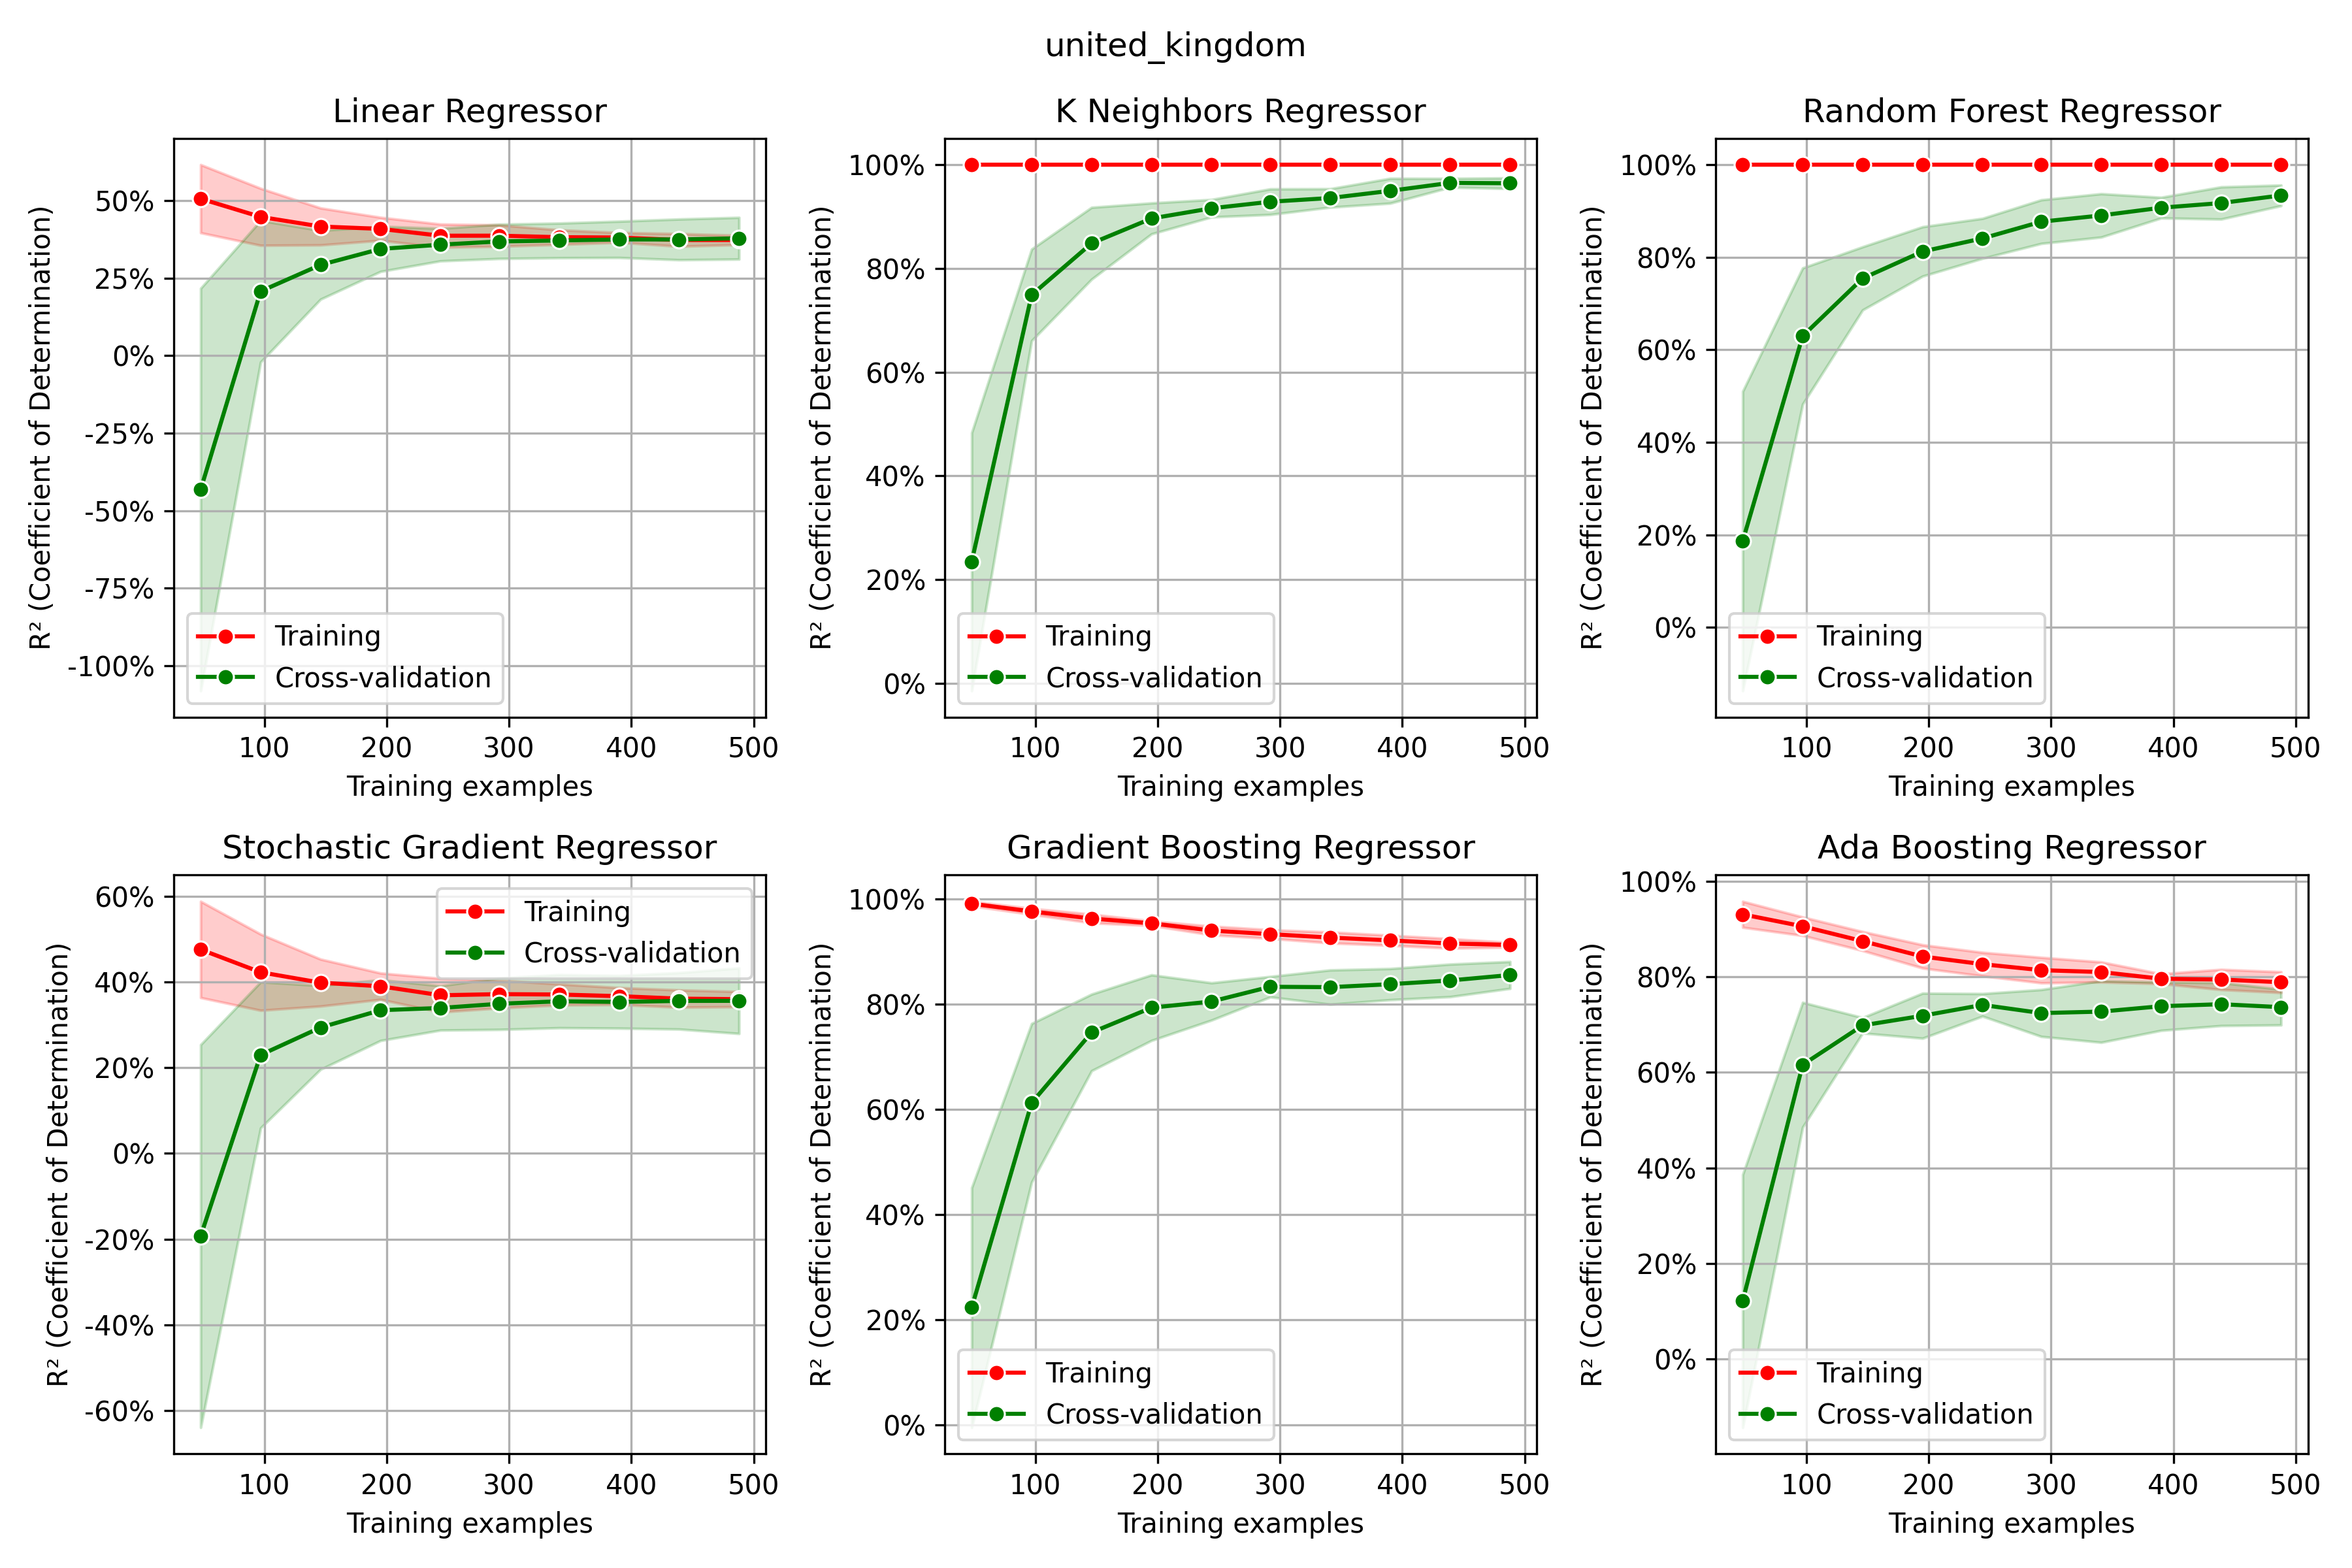 united_kingdom
Linear Regressor
R² (Coefficient of Determination)
50%
25%
0%
-25%
-50%
-75%
-100%
Training
Cross-validation
100 200 300 400 500
Training examples
K Neighbors Regressor
R² (Coefficient of Determination)
100%
80%
60%
40%
20%
0%
Training
Cross-validation
100 200 300 400 500
Training examples
Random Forest Regressor
R² (Coefficient of Determination)
100%
80%
60%
40%
20%
0%
Training
Cross-validation
100 200 300 400 500
Training examples
Stochastic Gradient Regressor
R² (Coefficient of Determination)
60%
40%
20%
0%
-20%
-40%
-60%
Training
Cross-validation
100 200 300 400 500
Training examples
Gradient Boosting Regressor
R² (Coefficient of Determination)
100%
80%
60%
40%
20%
0%
Training
Cross-validation
100 200 300 400 500
Training examples
Ada Boosting Regressor
R² (Coefficient of Determination)
100%
80%
60%
40%
20%
0%
Training
Cross-validation
100 200 300 400 500
Training examples